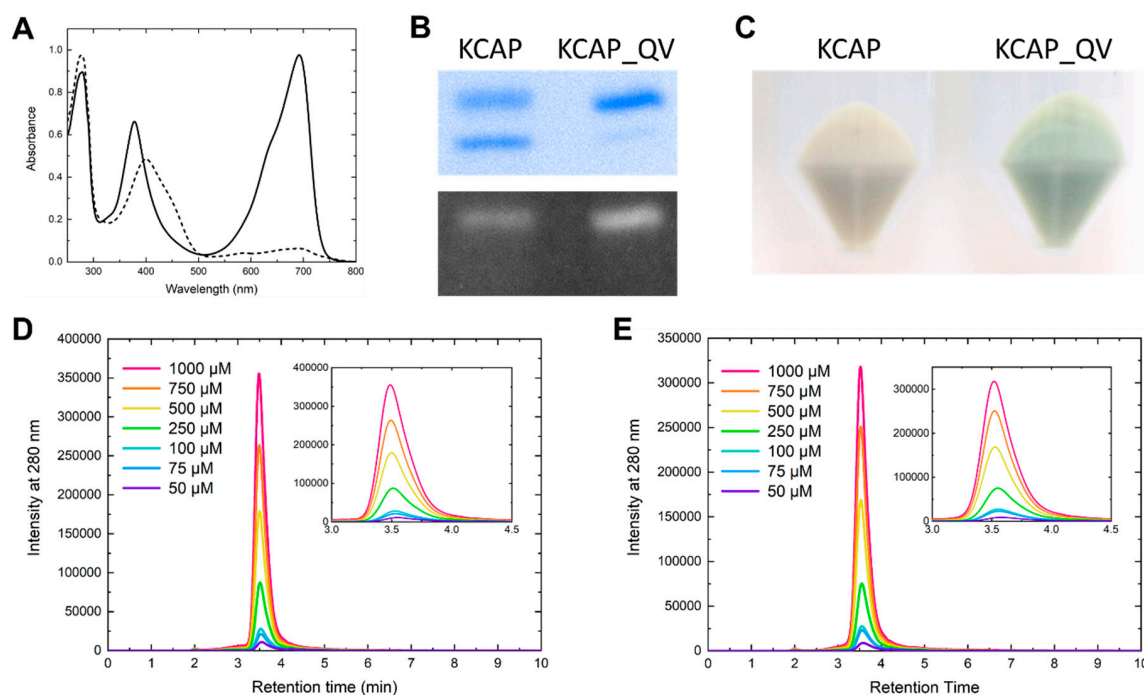 A
1.0
0.8
0.6
0.4
0.2
0.0
Absorbance
300 400 500 600 700 800
Wavelength (nm)
B
KCAP KCAP_QV
C
KCAP KCAP_QV
D
400000
350000
300000
250000
200000
150000
100000
50000
0
Intensity at 280 nm
1000 µM
750 µM
500 µM
250 µM
100 µM
75 µM
50 µM
400000
300000
200000
100000
0
3.0 3.5 4.0 4.5
0 1 2 3 4 5 6 7 8 9 10
Retention time (min)
E
350000
300000
250000
200000
150000
100000
50000
0
Intensity at 280 nm
1000 µM
750 µM
500 µM
250 µM
100 µM
75 µM
50 µM
300000
200000
100000
0
3.0 3.5 4.0 4.5
0 1 2 3 4 5 6 7 8 9 10
Retention Time